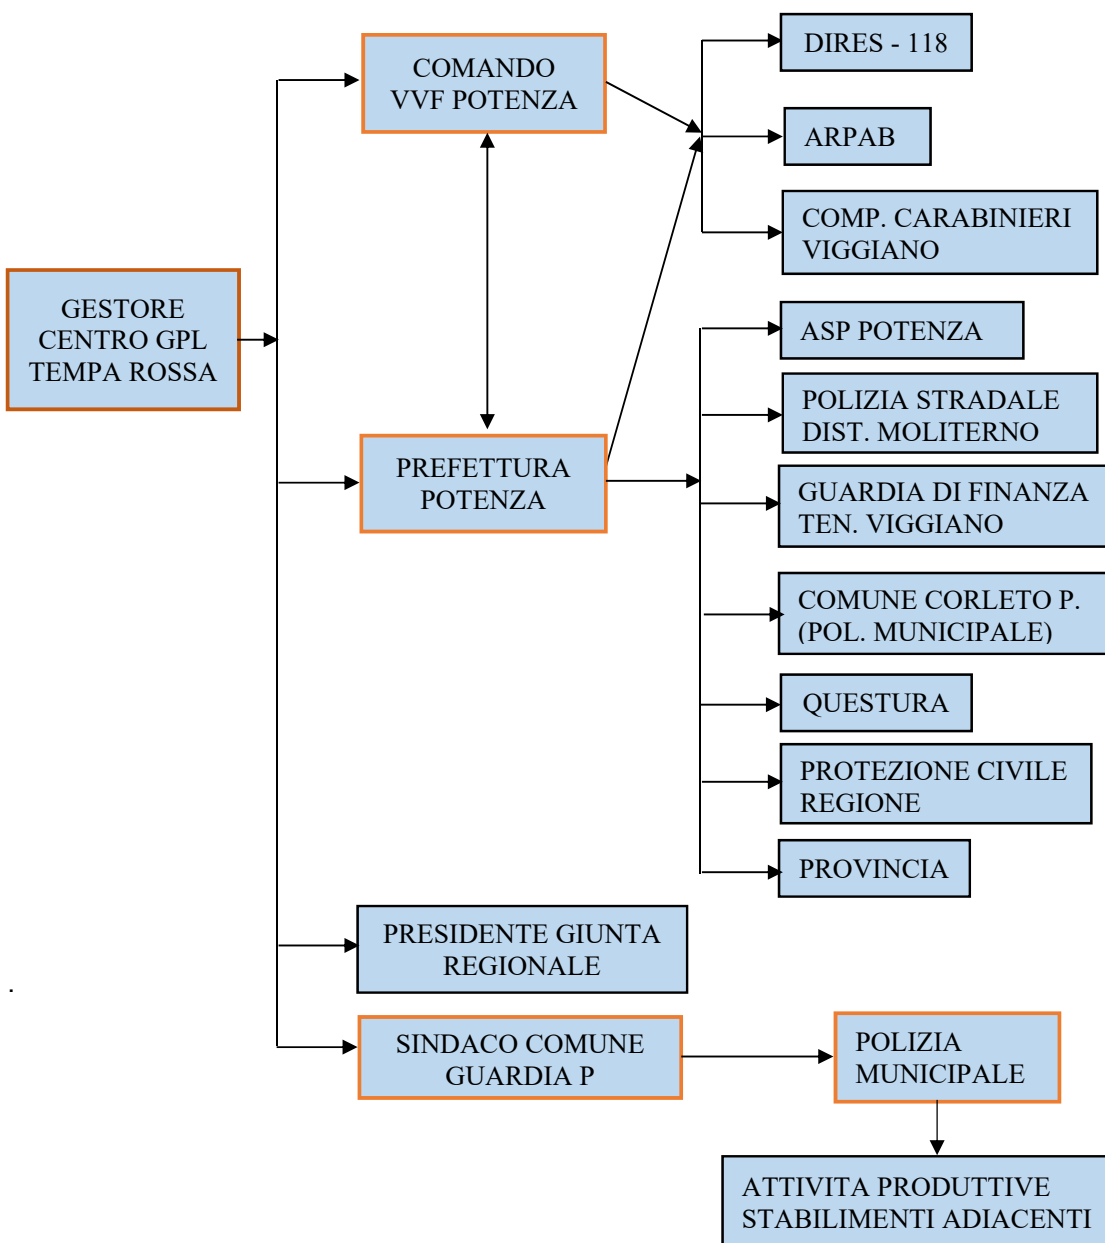 GESTORE
CENTRO GPL
TEMPA ROSSA
COMANDO
VVF POTENZA
PREFETTURA
POTENZA
PRESIDENTE GIUNTA
REGIONALE
SINDACO COMUNE
GUARDIA P
DIRES - 118
ARPAB
COMP. CARABINIERI
VIGGIANO
ASP POTENZA
POLIZIA STRADALE
DIST. MOLITERNO
GUARDIA DI FINANZA
TEN. VIGGIANO
COMUNE CORLETO P.
(POL. MUNICIPALE)
QUESTURA
PROTEZIONE CIVILE
REGIONE
PROVINCIA
POLIZIA
MUNICIPALE
ATTIVITA PRODUTTIVE
STABILIMENTI ADIACENTI
.